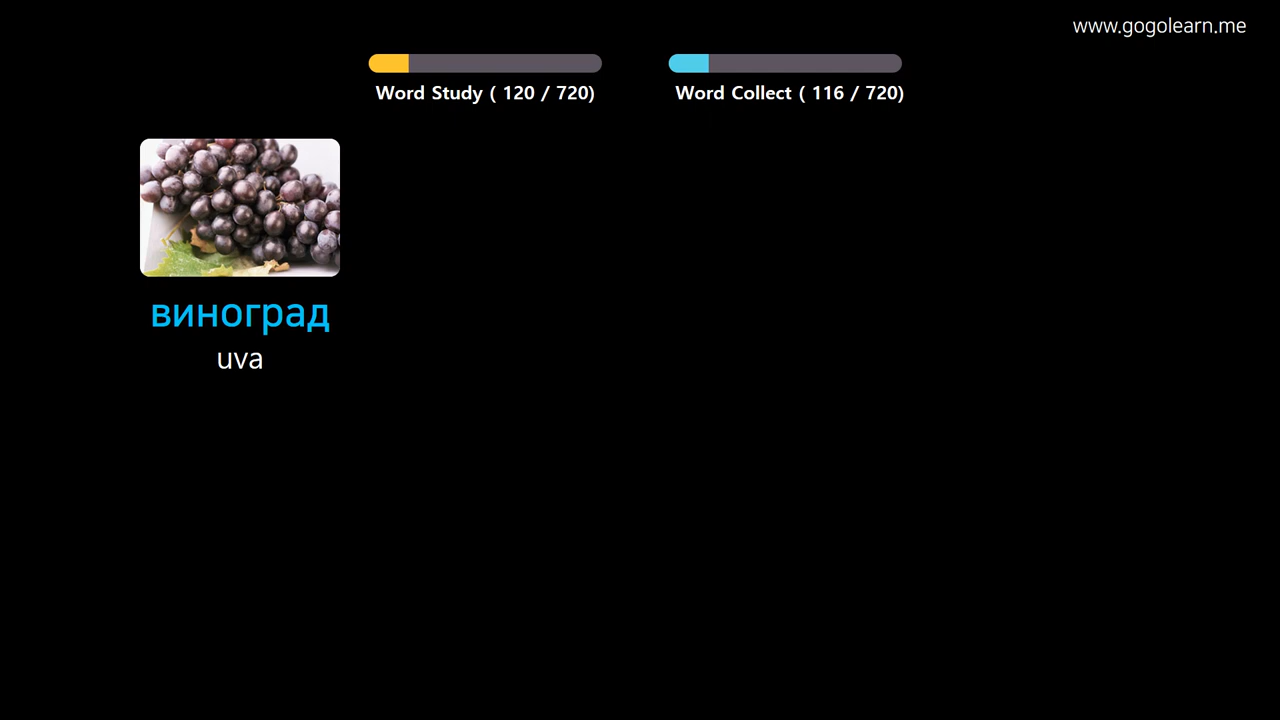 www.gogolearn.me
Word Study ( 120 / 720)
Word Collect ( 116 / 720)
виноград
uva